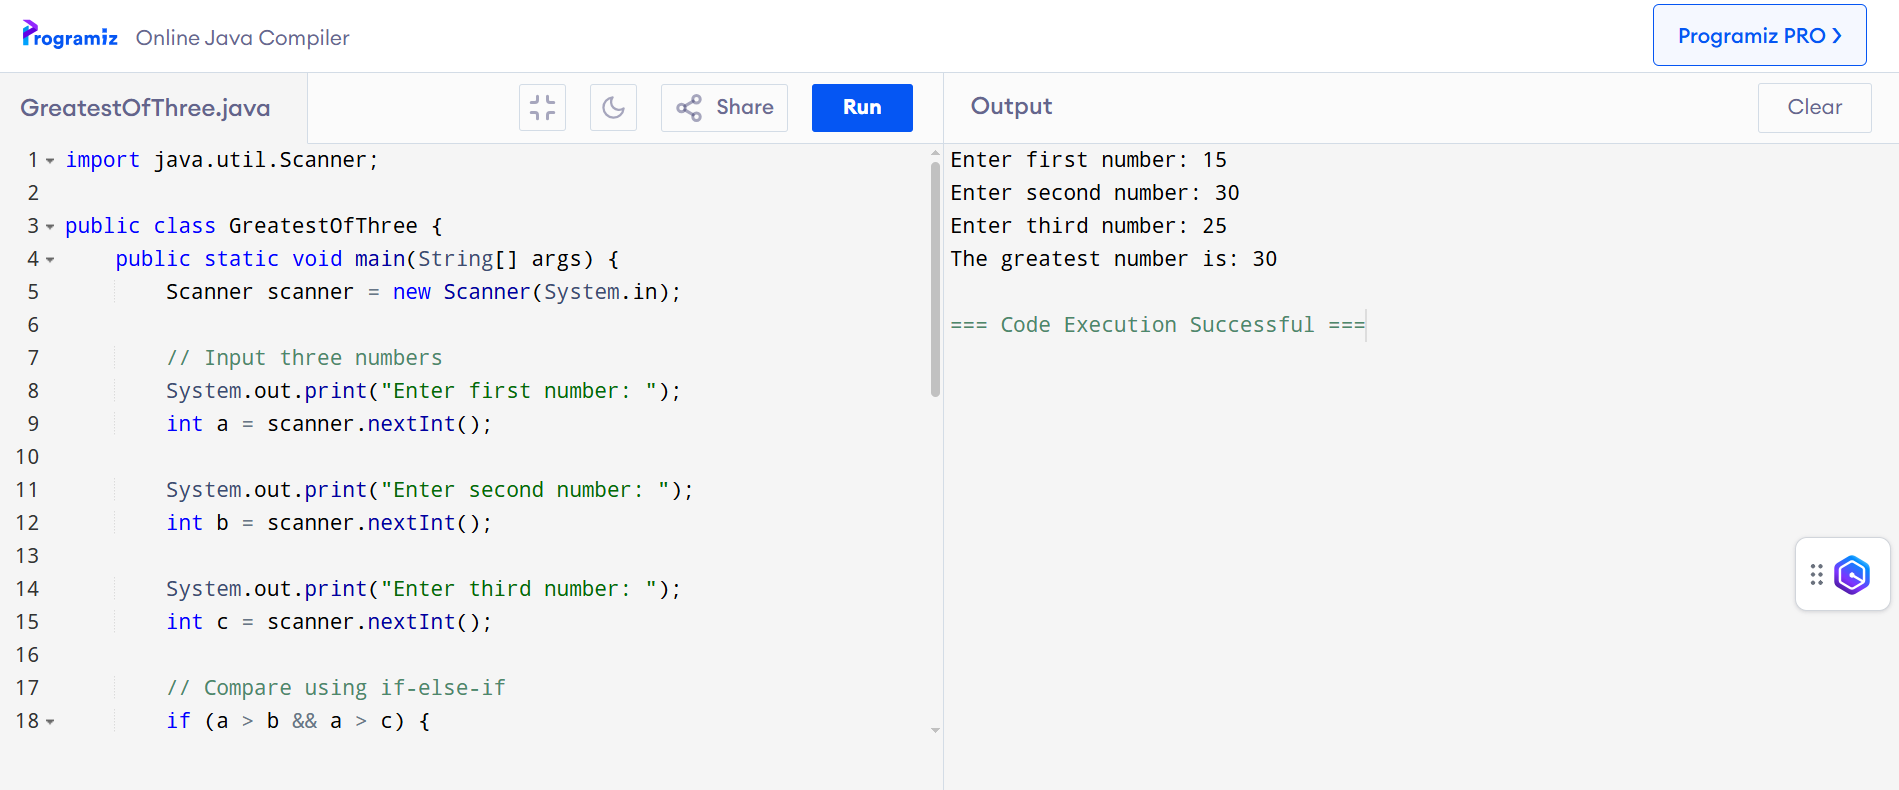 Programiz Online Java Compiler
Programiz PRO ❯
GreatestOfThree.java
Share
Run
Output
Clear
1 import java.util.Scanner;
2
3 public class GreatestOfThree {
4     public static void main(String[] args) {
5         Scanner scanner = new Scanner(System.in);
6
7         // Input three numbers
8         System.out.print("Enter first number: ");
9         int a = scanner.nextInt();
10
11         System.out.print("Enter second number: ");
12         int b = scanner.nextInt();
13
14         System.out.print("Enter third number: ");
15         int c = scanner.nextInt();
16
17         // Compare using if-else-if
18         if (a > b && a > c) {
Enter first number: 15
Enter second number: 30
Enter third number: 25
The greatest number is: 30
=== Code Execution Successful ===